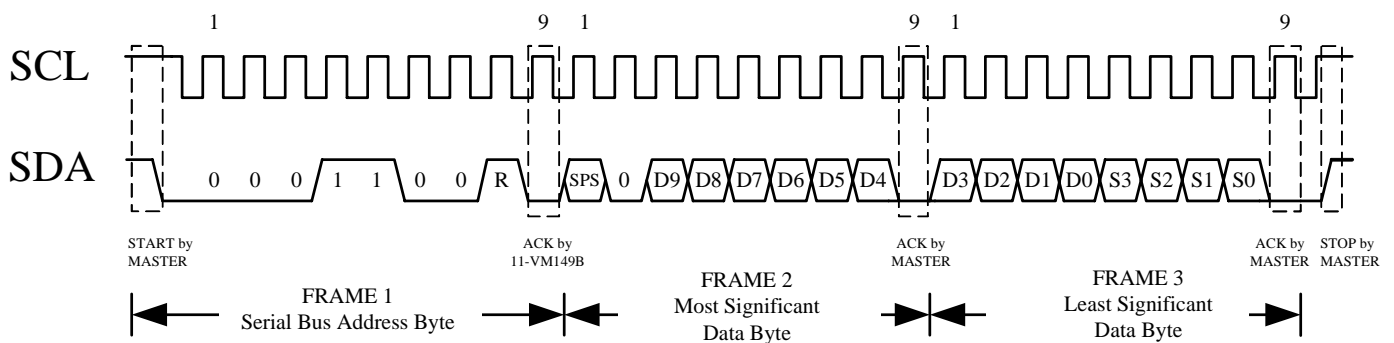 1 9 1 9 1 9
SCL
SDA
0 0 0 1 1 0 0 R SPS 0 D9 D8 D7 D6 D5 D4 D3 D2 D1 D0 S3 S2 S1 S0
START by
MASTER
ACK by
11-VM149B
ACK by
MASTER
ACK by
MASTER
STOP by
MASTER
FRAME 1
Serial Bus Address Byte
FRAME 2
Most Significant
Data Byte
FRAME 3
Least Significant
Data Byte